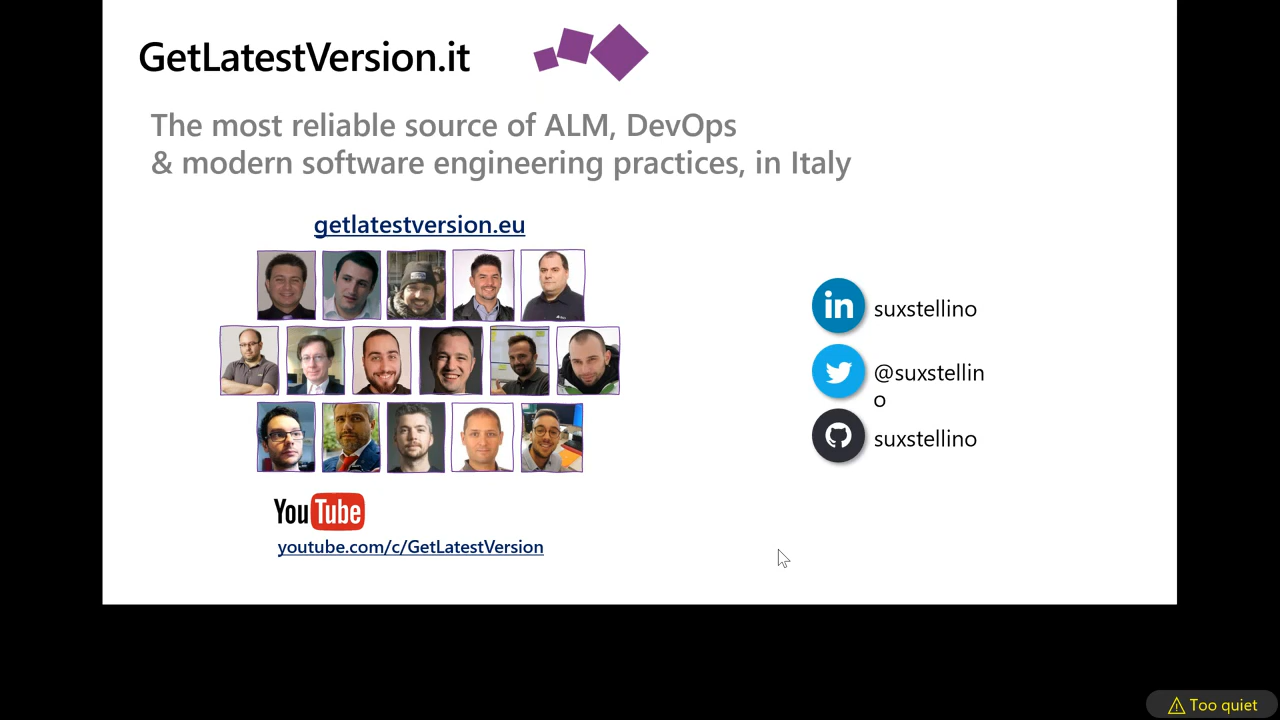 GetLatestVersion.it
The most reliable source of ALM, DevOps
& modern software engineering practices, in Italy
getlatestversion.eu
in suxstellino
@suxstellin
o
suxstellino
YouTube
youtube.com/c/GetLatestVersion
Too quiet